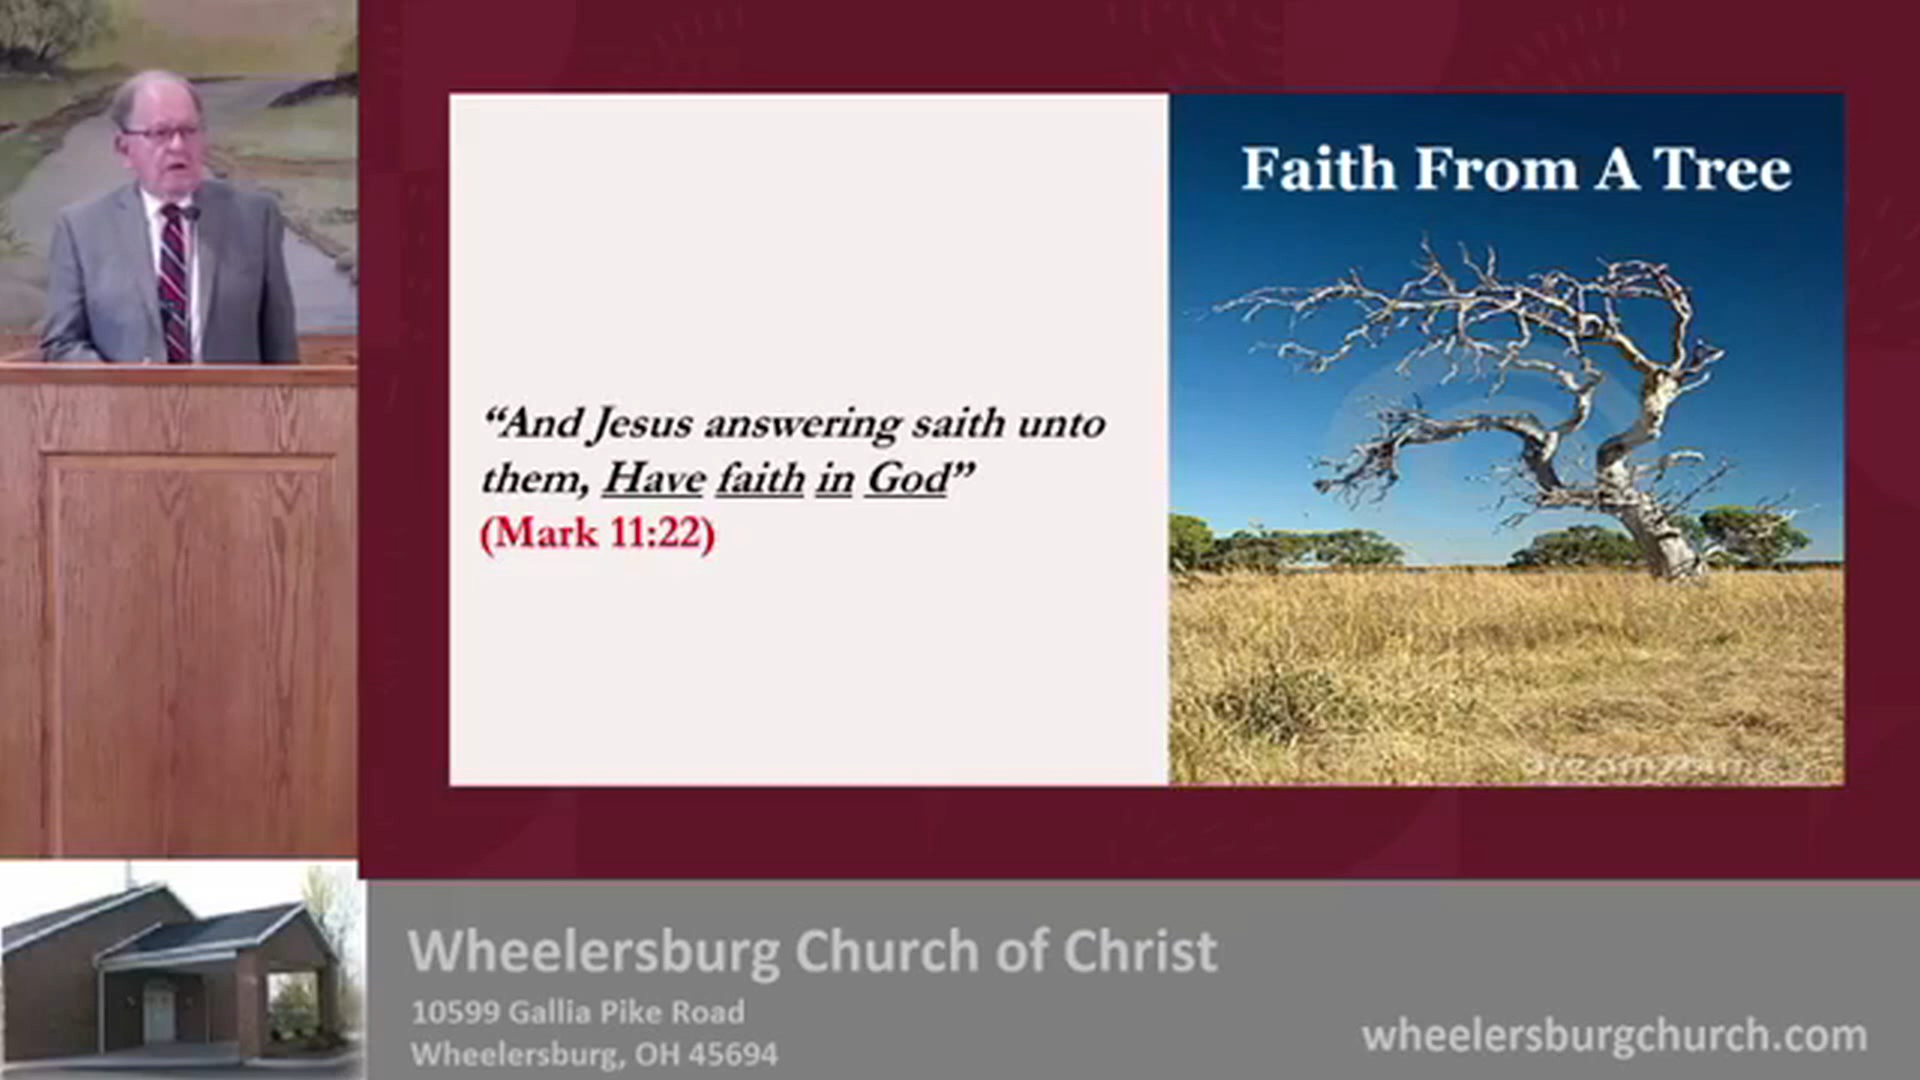 Faith From A Tree
“And Jesus answering saith unto
them, Have faith in God”
(Mark 11:22)
dreamstime
Wheelersburg Church of Christ
10599 Gallia Pike Road
Wheelersburg, OH 45694
wheelersburgchurch.com